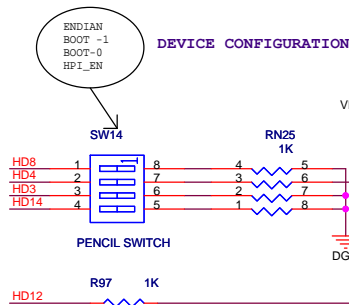 ENDIAN
BOOT -1
BOOT-0
HPI_EN
DEVICE CONFIGURATION
SW14
RN25
1K
HD8 1 8 4 5
HD4 2 7 3 6
HD3 3 6 2 7
HD14 4 5 1 8
1
PENCIL SWITCH
R97 1K
HD12